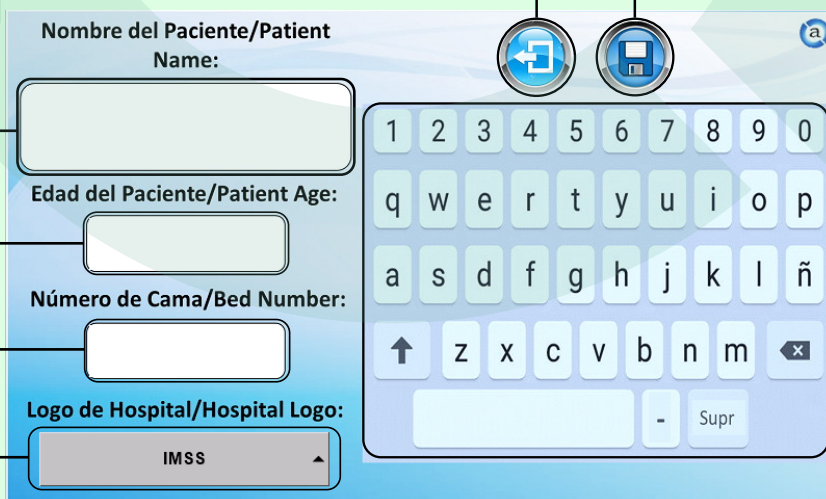 Nombre del Paciente/Patient
Name:
Edad del Paciente/Patient Age:
Número de Cama/Bed Number:
Logo de Hospital/Hospital Logo:
IMSS
a
1 2 3 4 5 6 7 8 9 0
q w e r t y u i o p
a s d f g h j k l ñ
z x c v b n m
- Supr